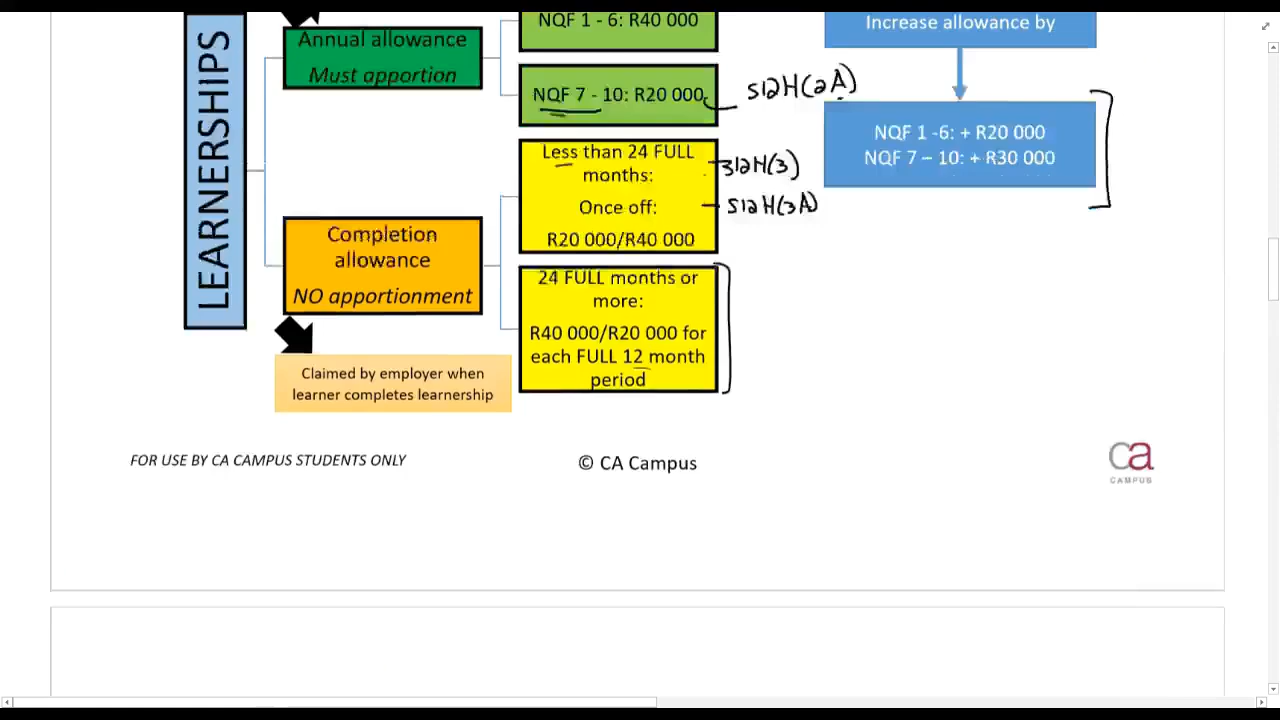 LEARNERSHIPS
Annual allowance
Must apportion
NQF 1 - 6: R40 000
NQF 7 - 10: R20 000
S12H(2A)
Increase allowance by
NQF 1 -6: + R20 000
NQF 7 – 10: + R30 000
Completion
allowance
NO apportionment
Less than 24 FULL
months:
Once off:
R20 000/R40 000
S12H(3)
S12H(3A)
24 FULL months or
more:
R40 000/R20 000 for
each FULL 12 month
period
Claimed by employer when
learner completes learnership
FOR USE BY CA CAMPUS STUDENTS ONLY
© CA Campus
ca
CAMPUS